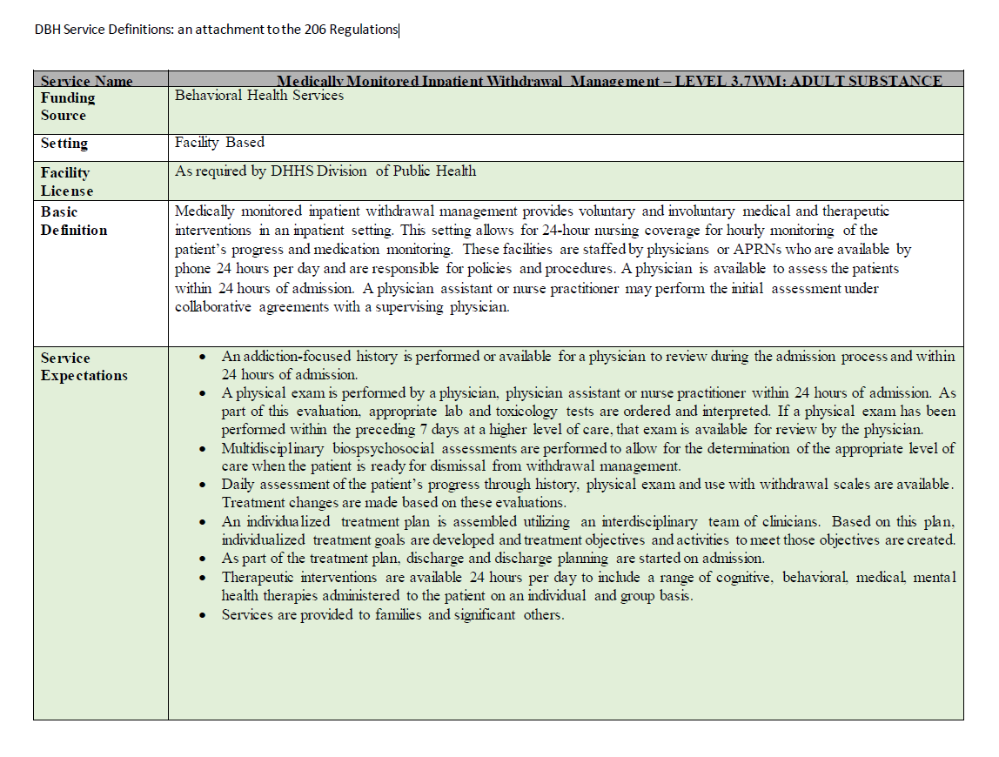 DBH Service Definitions: an attachment to the 206 Regulations
Service Name Medically Monitored Inpatient Withdrawal Management – LEVEL 3.7WM: ADULT SUBSTANCE
Funding
Source
Behavioral Health Services
Setting
Facility Based
Facility
License
As required by DHHS Division of Public Health
Basic
Definition
Medically monitored inpatient withdrawal management provides voluntary and involuntary medical and therapeutic
interventions in an inpatient setting. This setting allows for 24-hour nursing coverage for hourly monitoring of the
patient's progress and medication monitoring. These facilities are staffed by physicians or APRNs who are available by
phone 24 hours per day and are responsible for policies and procedures. A physician is available to assess the patients
within 24 hours of admission. A physician assistant or nurse practitioner may perform the initial assessment under
collaborative agreements with a supervising physician.
Service
Expectations
• An addiction-focused history is performed or available for a physician to review during the admission process and within
24 hours of admission.
• A physical exam is performed by a physician, physician assistant or nurse practitioner within 24 hours of admission. As
part of this evaluation, appropriate lab and toxicology tests are ordered and interpreted. If a physical exam has been
performed within the preceding 7 days at a higher level of care, that exam is available for review by the physician.
• Multidisciplinary biospsychosocial assessments are performed to allow for the determination of the appropriate level of
care when the patient is ready for dismissal from withdrawal management.
• Daily assessment of the patient's progress through history, physical exam and use with withdrawal scales are available.
Treatment changes are made based on these evaluations.
• An individualized treatment plan is assembled utilizing an interdisciplinary team of clinicians. Based on this plan,
individualized treatment goals are developed and treatment objectives and activities to meet those objectives are created.
• As part of the treatment plan, discharge and discharge planning are started on admission.
• Therapeutic interventions are available 24 hours per day to include a range of cognitive, behavioral, medical, mental
health therapies administered to the patient on an individual and group basis.
• Services are provided to families and significant others.